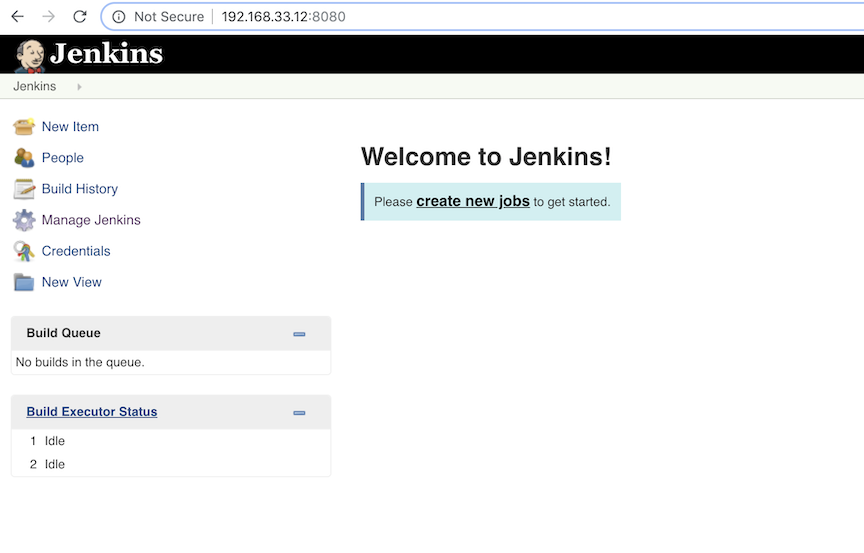 Not Secure 192.168.33.12:8080
Jenkins
Jenkins
New Item
People
Build History
Manage Jenkins
Credentials
New View
Build Queue
No builds in the queue.
Build Executor Status
1 Idle
2 Idle
Welcome to Jenkins!
Please create new jobs to get started.